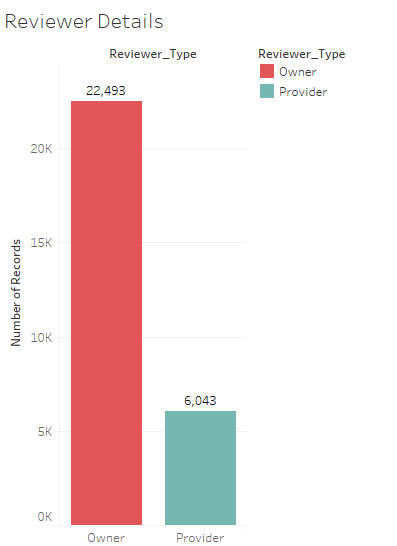 Reviewer Details
Reviewer_Type
Reviewer_Type
Owner
Provider
22,493
20K
15K
10K
6,043
5K
0K
Number of Records
Owner Provider